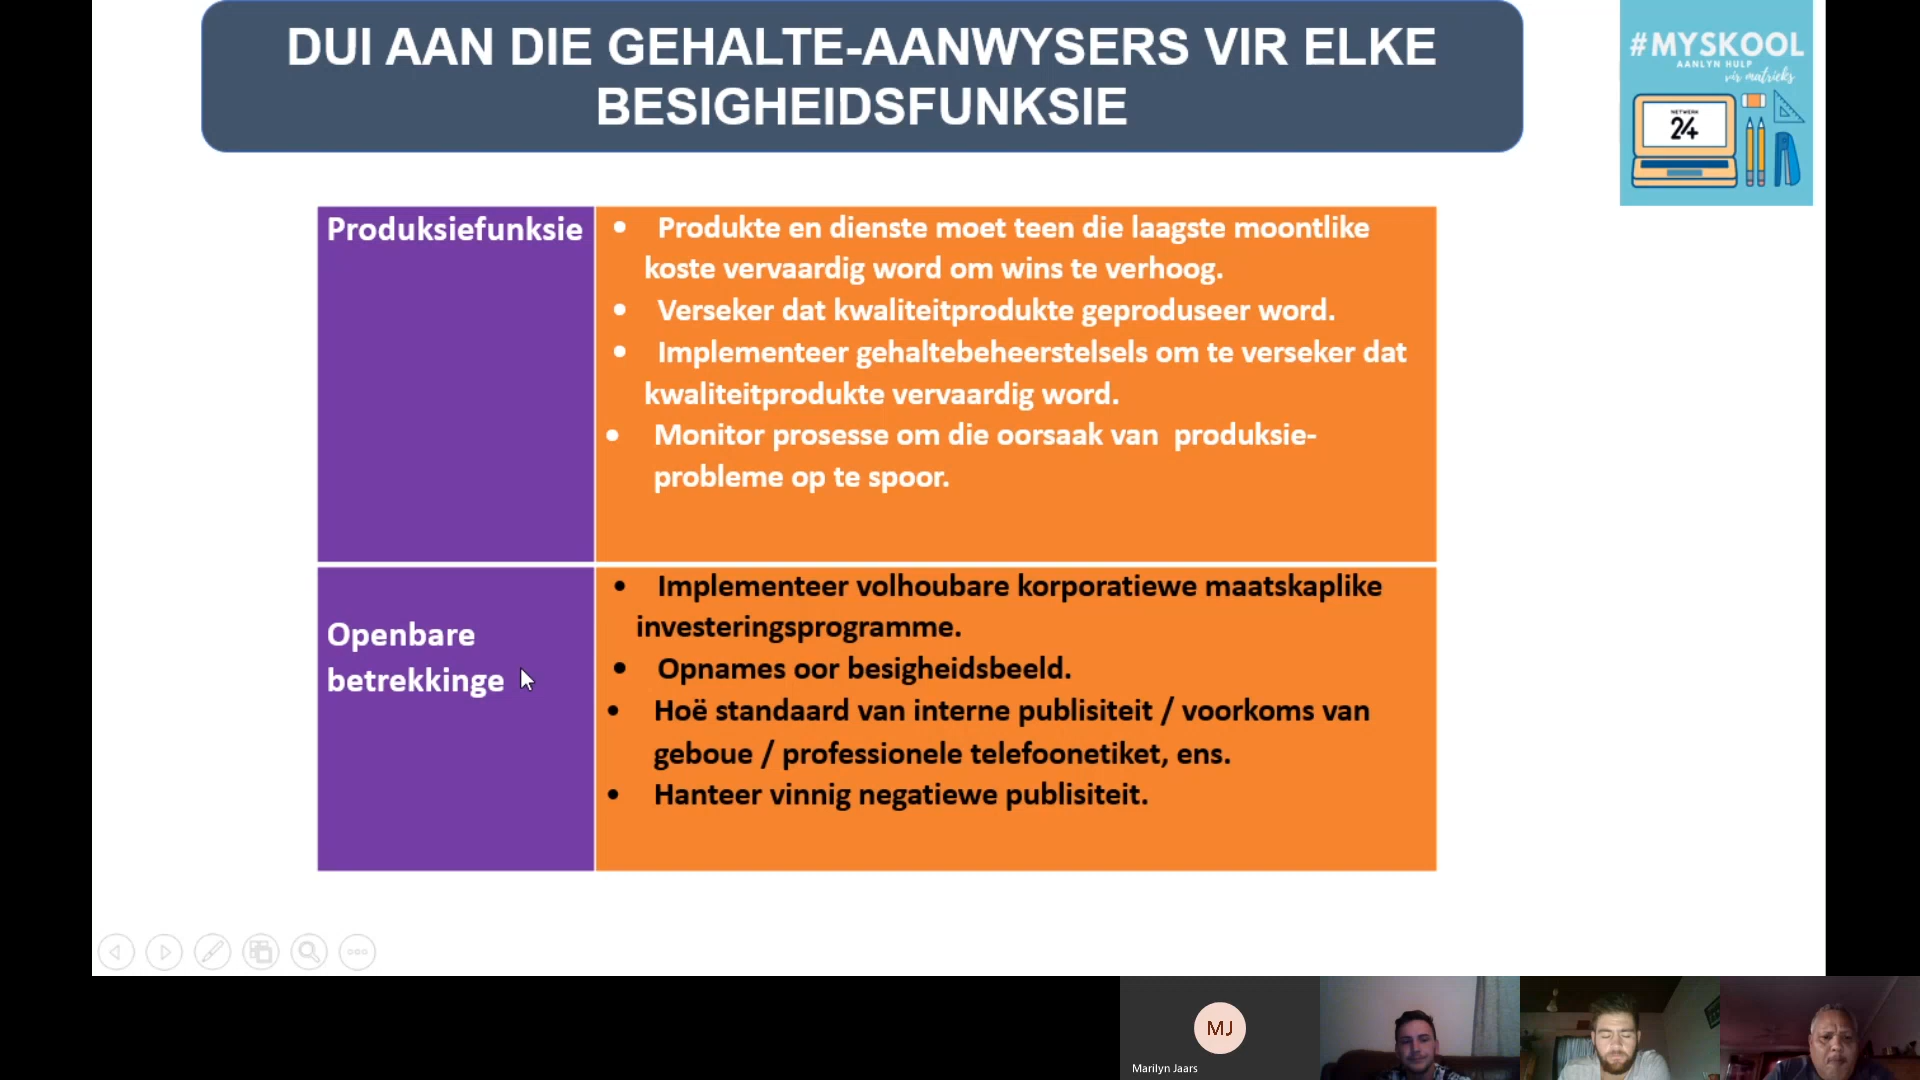 DUI AAN DIE GEHALTE-AANWYSERS VIR ELKE
BESIGHEIDSFUNKSIE
#MYSKOOL
AANLYN HULP
vir matrieks
NETWERK
24
Produksiefunksie
• Produkte en dienste moet teen die laagste moontlike
koste vervaardig word om wins te verhoog.
• Verseker dat kwaliteitprodukte geproduseer word.
• Implementeer gehaltebeheerstelsels om te verseker dat
kwaliteitprodukte vervaardig word.
• Monitor prosesse om die oorsaak van produksie-
probleme op te spoor.
Openbare
betrekkinge
• Implementeer volhoubare korporatiewe maatskaplike
investeringsprogramme.
• Opnames oor besigheidsbeeld.
• Hoë standaard van interne publisiteit / voorkoms van
geboue / professionele telefoonetiket, ens.
• Hanteer vinnig negatiewe publisiteit.
MJ
Marilyn Jaars